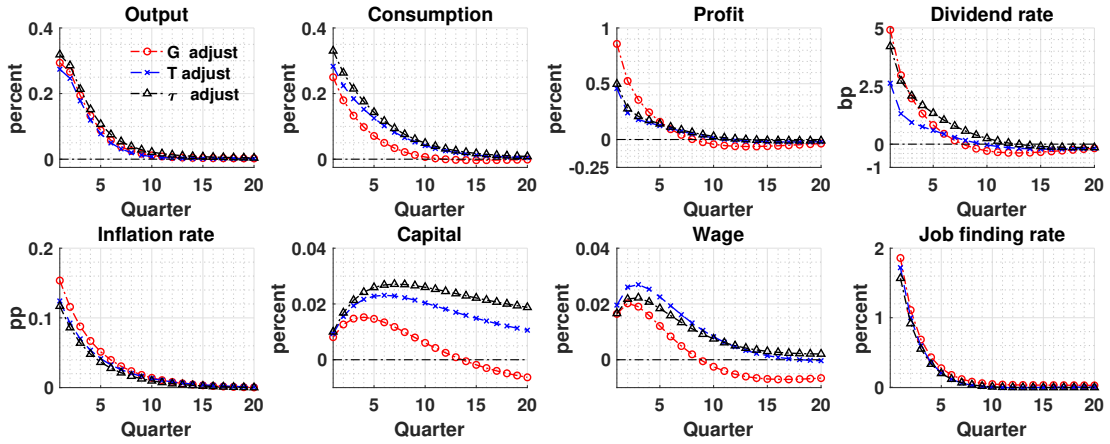 Output
percent
0.4
0.2
0
G adjust
T adjust
τ adjust
5 10 15 20
Quarter
Consumption
percent
0.4
0.2
0
5 10 15 20
Quarter
Profit
percent
1
0.5
0
-0.25
5 10 15 20
Quarter
Dividend rate
bp
5
2.5
0
-1
5 10 15 20
Quarter
Inflation rate
pp
0.2
0.1
0
5 10 15 20
Capital
percent
0.04
0.02
0
5 10 15 20
Wage
percent
0.04
0.02
0
5 10 15 20
Job finding rate
percent
2
1
0
5 10 15 20